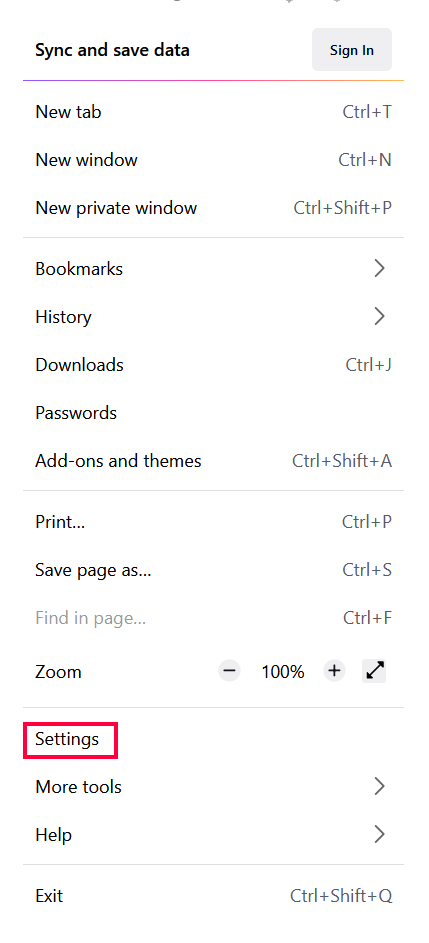 Sync and save data Sign In
New tab Ctrl+T
New window Ctrl+N
New private window Ctrl+Shift+P
Bookmarks
History
Downloads Ctrl+J
Passwords
Add-ons and themes Ctrl+Shift+A
Print... Ctrl+P
Save page as... Ctrl+S
Find in page... Ctrl+F
Zoom − 100% +
Settings
More tools
Help
Exit Ctrl+Shift+Q